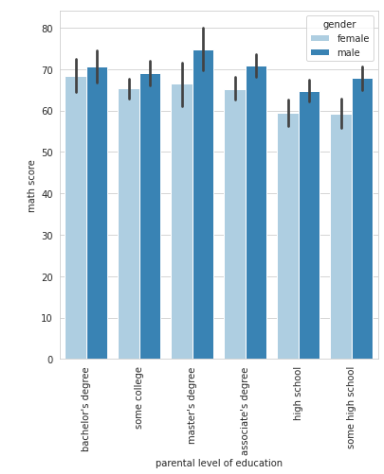 gender
female
male
math score
80
70
60
50
40
30
20
10
0
bachelor's degree
some college
master's degree
associate's degree
high school
some high school
parental level of education